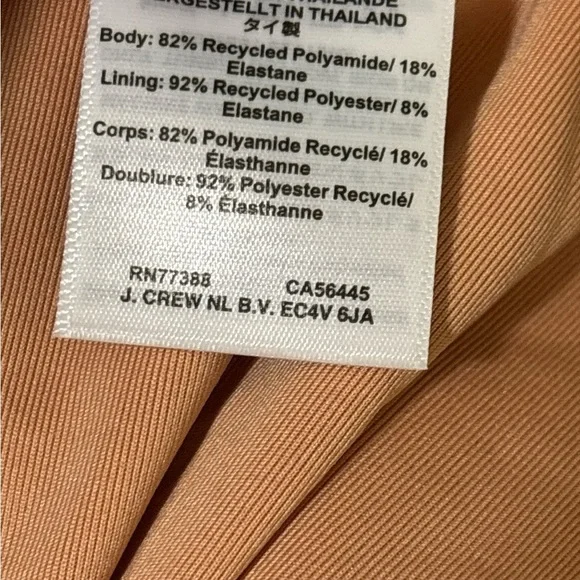 HERGESTELLT IN THAILAND
タイ製
Body: 82% Recycled Polyamide/ 18%
Elastane
Lining: 92% Recycled Polyester/ 8%
Elastane
Corps: 82% Polyamide Recyclé/ 18%
Élasthanne
Doublure: 92% Polyester Recyclé/
8% Élasthanne
RN77388 CA56445
J. CREW NL B.V. EC4V 6JA